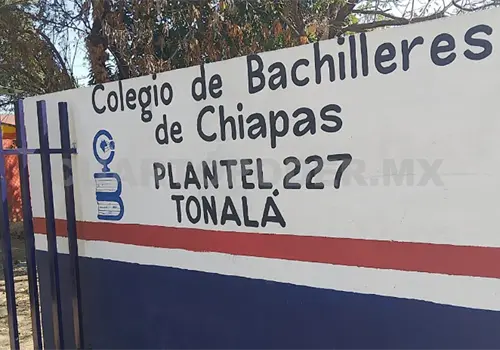 Colegio de Bachilleres
de Chiapas
PLANTEL 227
TONALÁ